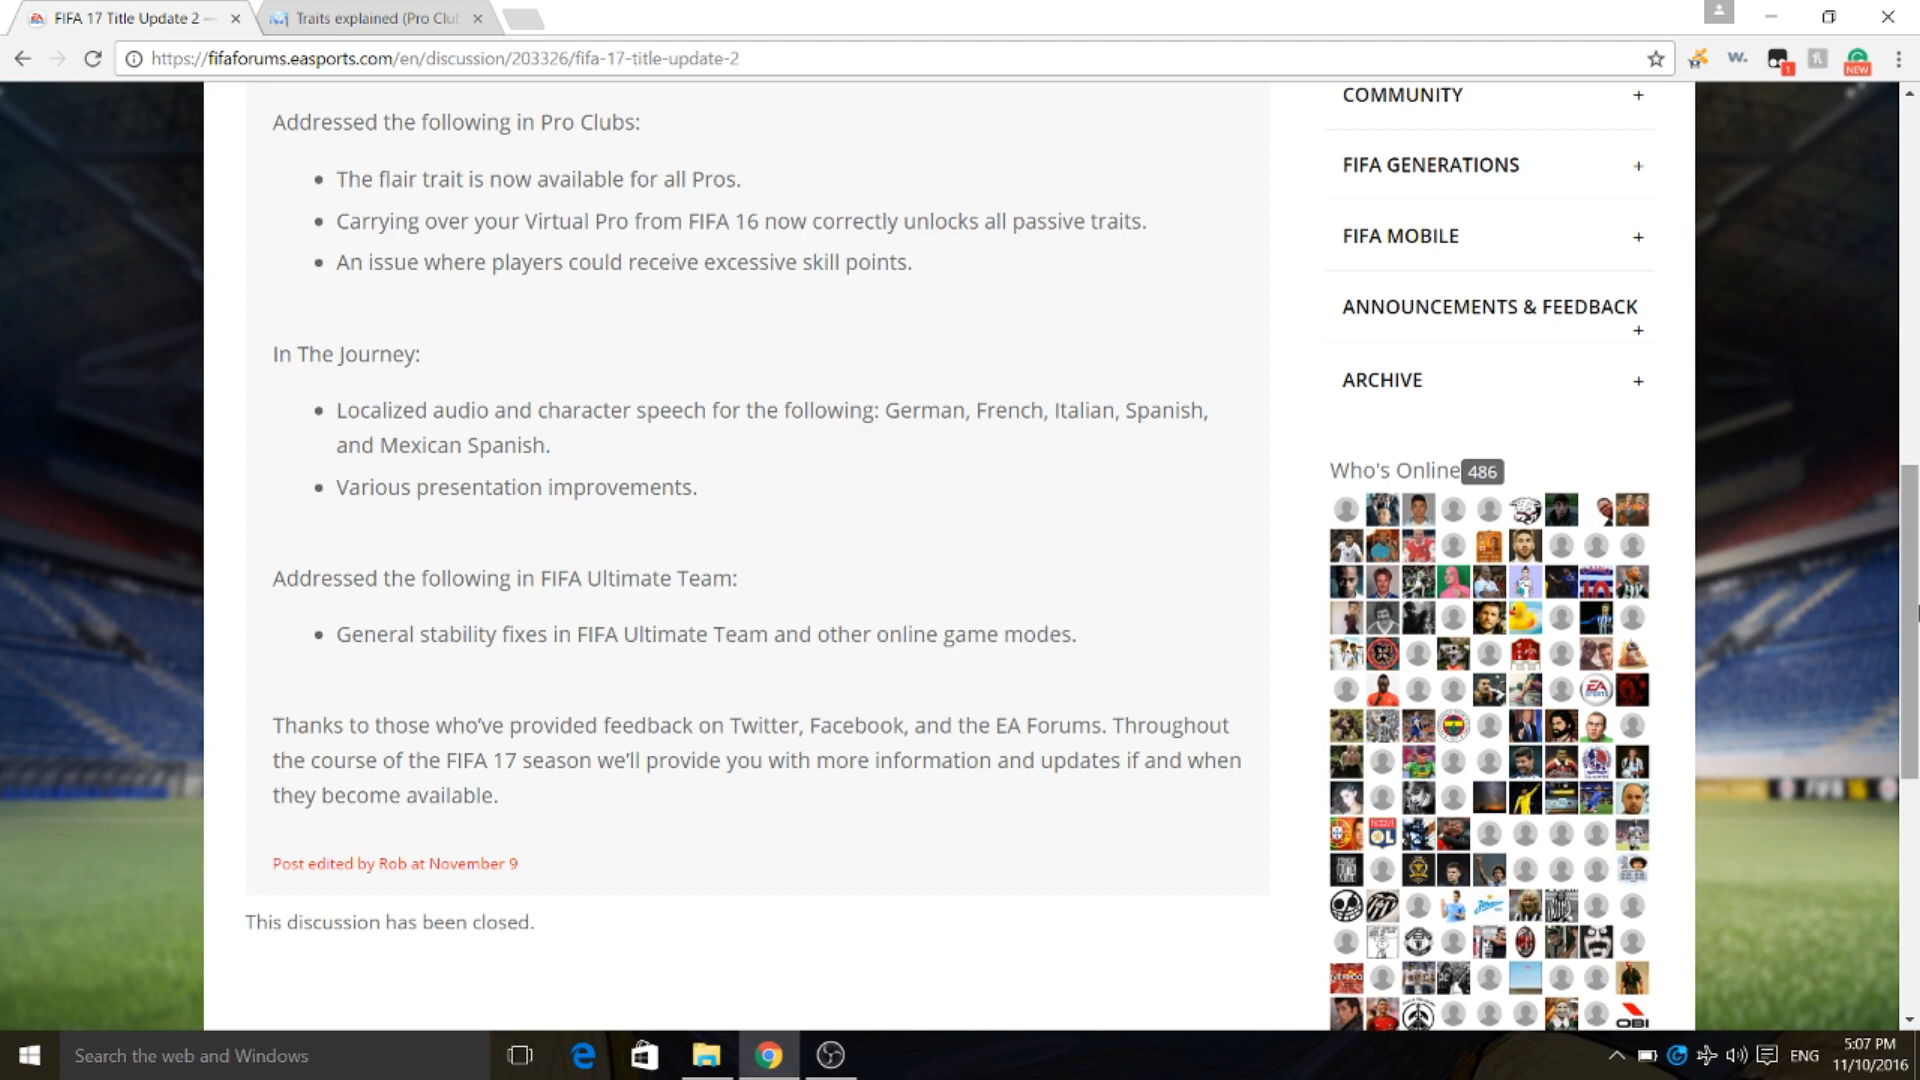 FIFA 17 Title Update 2 —
Traits explained (Pro Clu
https://fifaforums.easports.com/en/discussion/203326/fifa-17-title-update-2
w.
1
NEW
Addressed the following in Pro Clubs:
The flair trait is now available for all Pros.
Carrying over your Virtual Pro from FIFA 16 now correctly unlocks all passive traits.
An issue where players could receive excessive skill points.
In The Journey:
Localized audio and character speech for the following: German, French, Italian, Spanish,
and Mexican Spanish.
Various presentation improvements.
Addressed the following in FIFA Ultimate Team:
General stability fixes in FIFA Ultimate Team and other online game modes.
Thanks to those who've provided feedback on Twitter, Facebook, and the EA Forums. Throughout
the course of the FIFA 17 season we'll provide you with more information and updates if and when
they become available.
Post edited by Rob at November 9
This discussion has been closed.
COMMUNITY +
FIFA GENERATIONS +
FIFA MOBILE +
ANNOUNCEMENTS & FEEDBACK
+
ARCHIVE +
Who's Online 486
EA
SPORTS
OL
OBI
Search the web and Windows
ENG
5:07 PM
11/10/2016